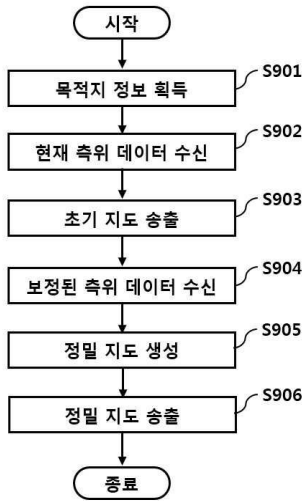 시작
목적지 정보 획득
S901
현재 측위 데이터 수신
S902
초기 지도 송출
S903
보정된 측위 데이터 수신
S904
정밀 지도 생성
S905
정밀 지도 송출
S906
종료